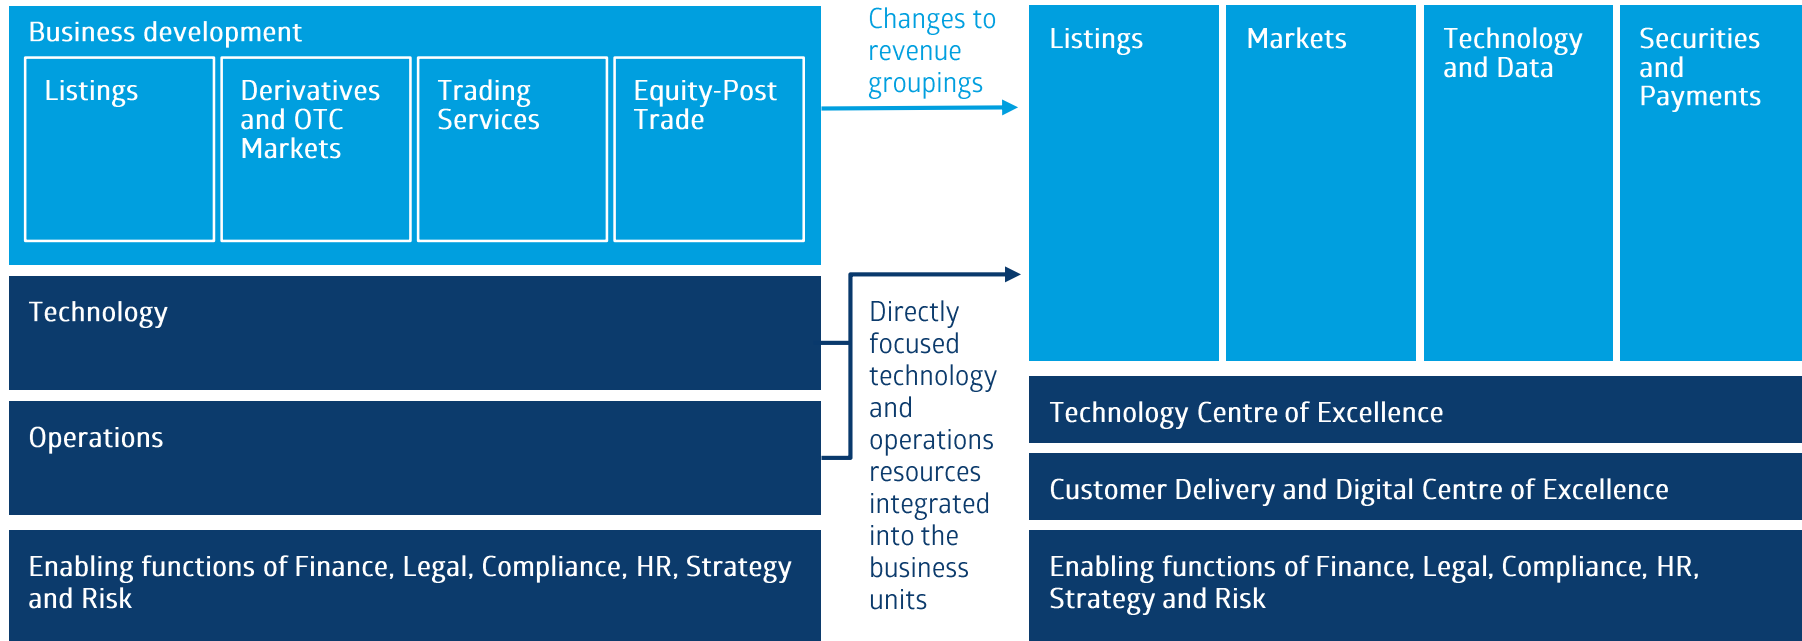 Business development
Listings
Derivatives
and OTC
Markets
Trading
Services
Equity-Post
Trade
Technology
Operations
Enabling functions of Finance, Legal, Compliance, HR, Strategy
and Risk
Changes to
revenue
groupings
Directly
focused
technology
and
operations
resources
integrated
into the
business
units
Listings
Markets
Technology
and Data
Securities
and
Payments
Technology Centre of Excellence
Customer Delivery and Digital Centre of Excellence
Enabling functions of Finance, Legal, Compliance, HR,
Strategy and Risk